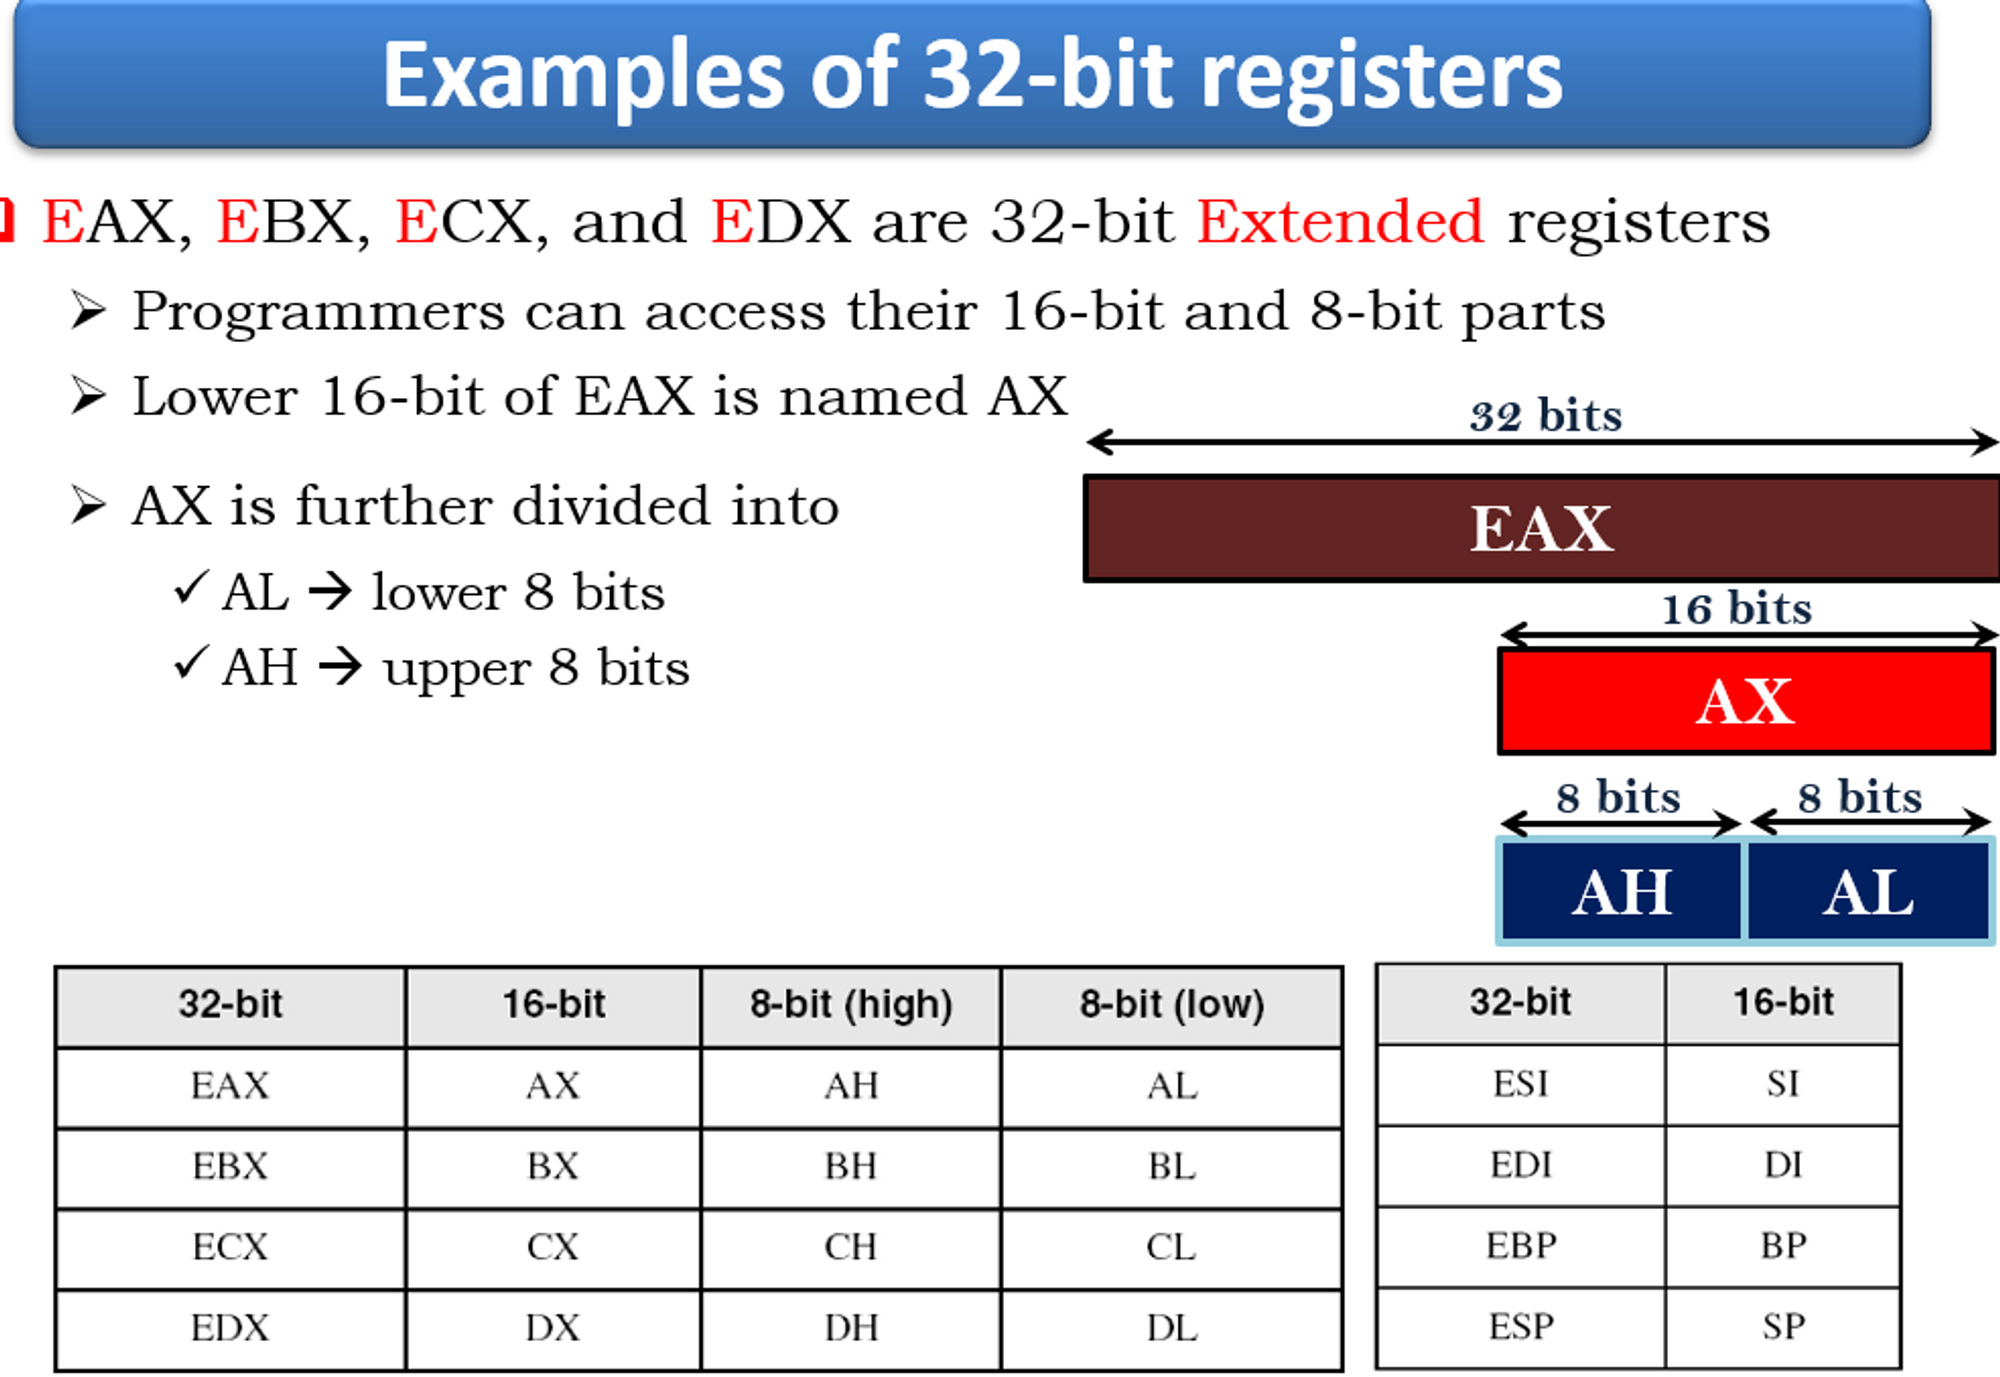 Examples of 32-bit registers
EAX, EBX, ECX, and EDX are 32-bit Extended registers
➢ Programmers can access their 16-bit and 8-bit parts
➢ Lower 16-bit of EAX is named AX
➢ AX is further divided into
✓ AL → lower 8 bits
✓ AH → upper 8 bits
32 bits
EAX
16 bits
AX
8 bits 8 bits
AH AL
32-bit 16-bit 8-bit (high) 8-bit (low)
EAX AX AH AL
EBX BX BH BL
ECX CX CH CL
EDX DX DH DL
32-bit 16-bit
ESI SI
EDI DI
EBP BP
ESP SP